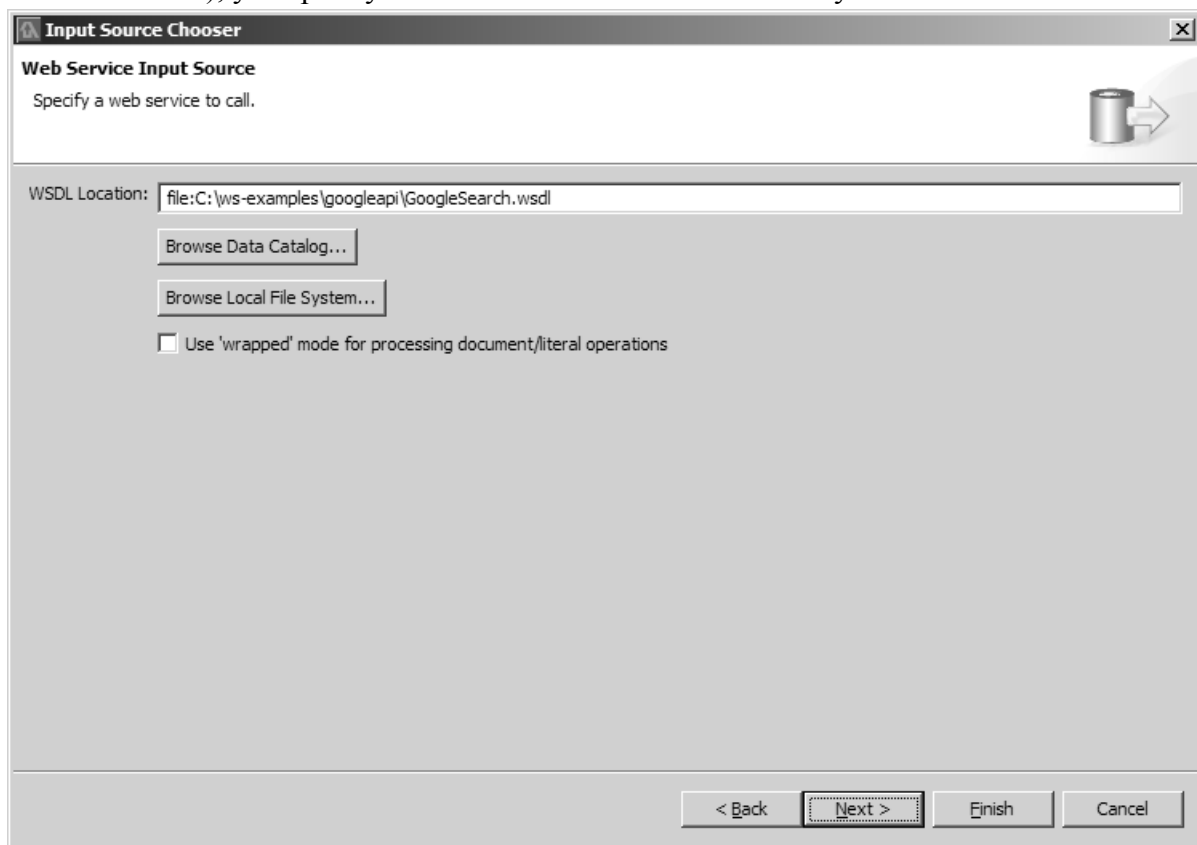 ), you specify
Input Source Chooser
Web Service Input Source
Specify a web service to call.
WSDL Location: file:C:\ws-examples\googleapi\GoogleSearch.wsdl
Browse Data Catalog...
Browse Local File System...
Use 'wrapped' mode for processing document/literal operations
< Back Next > Finish Cancel